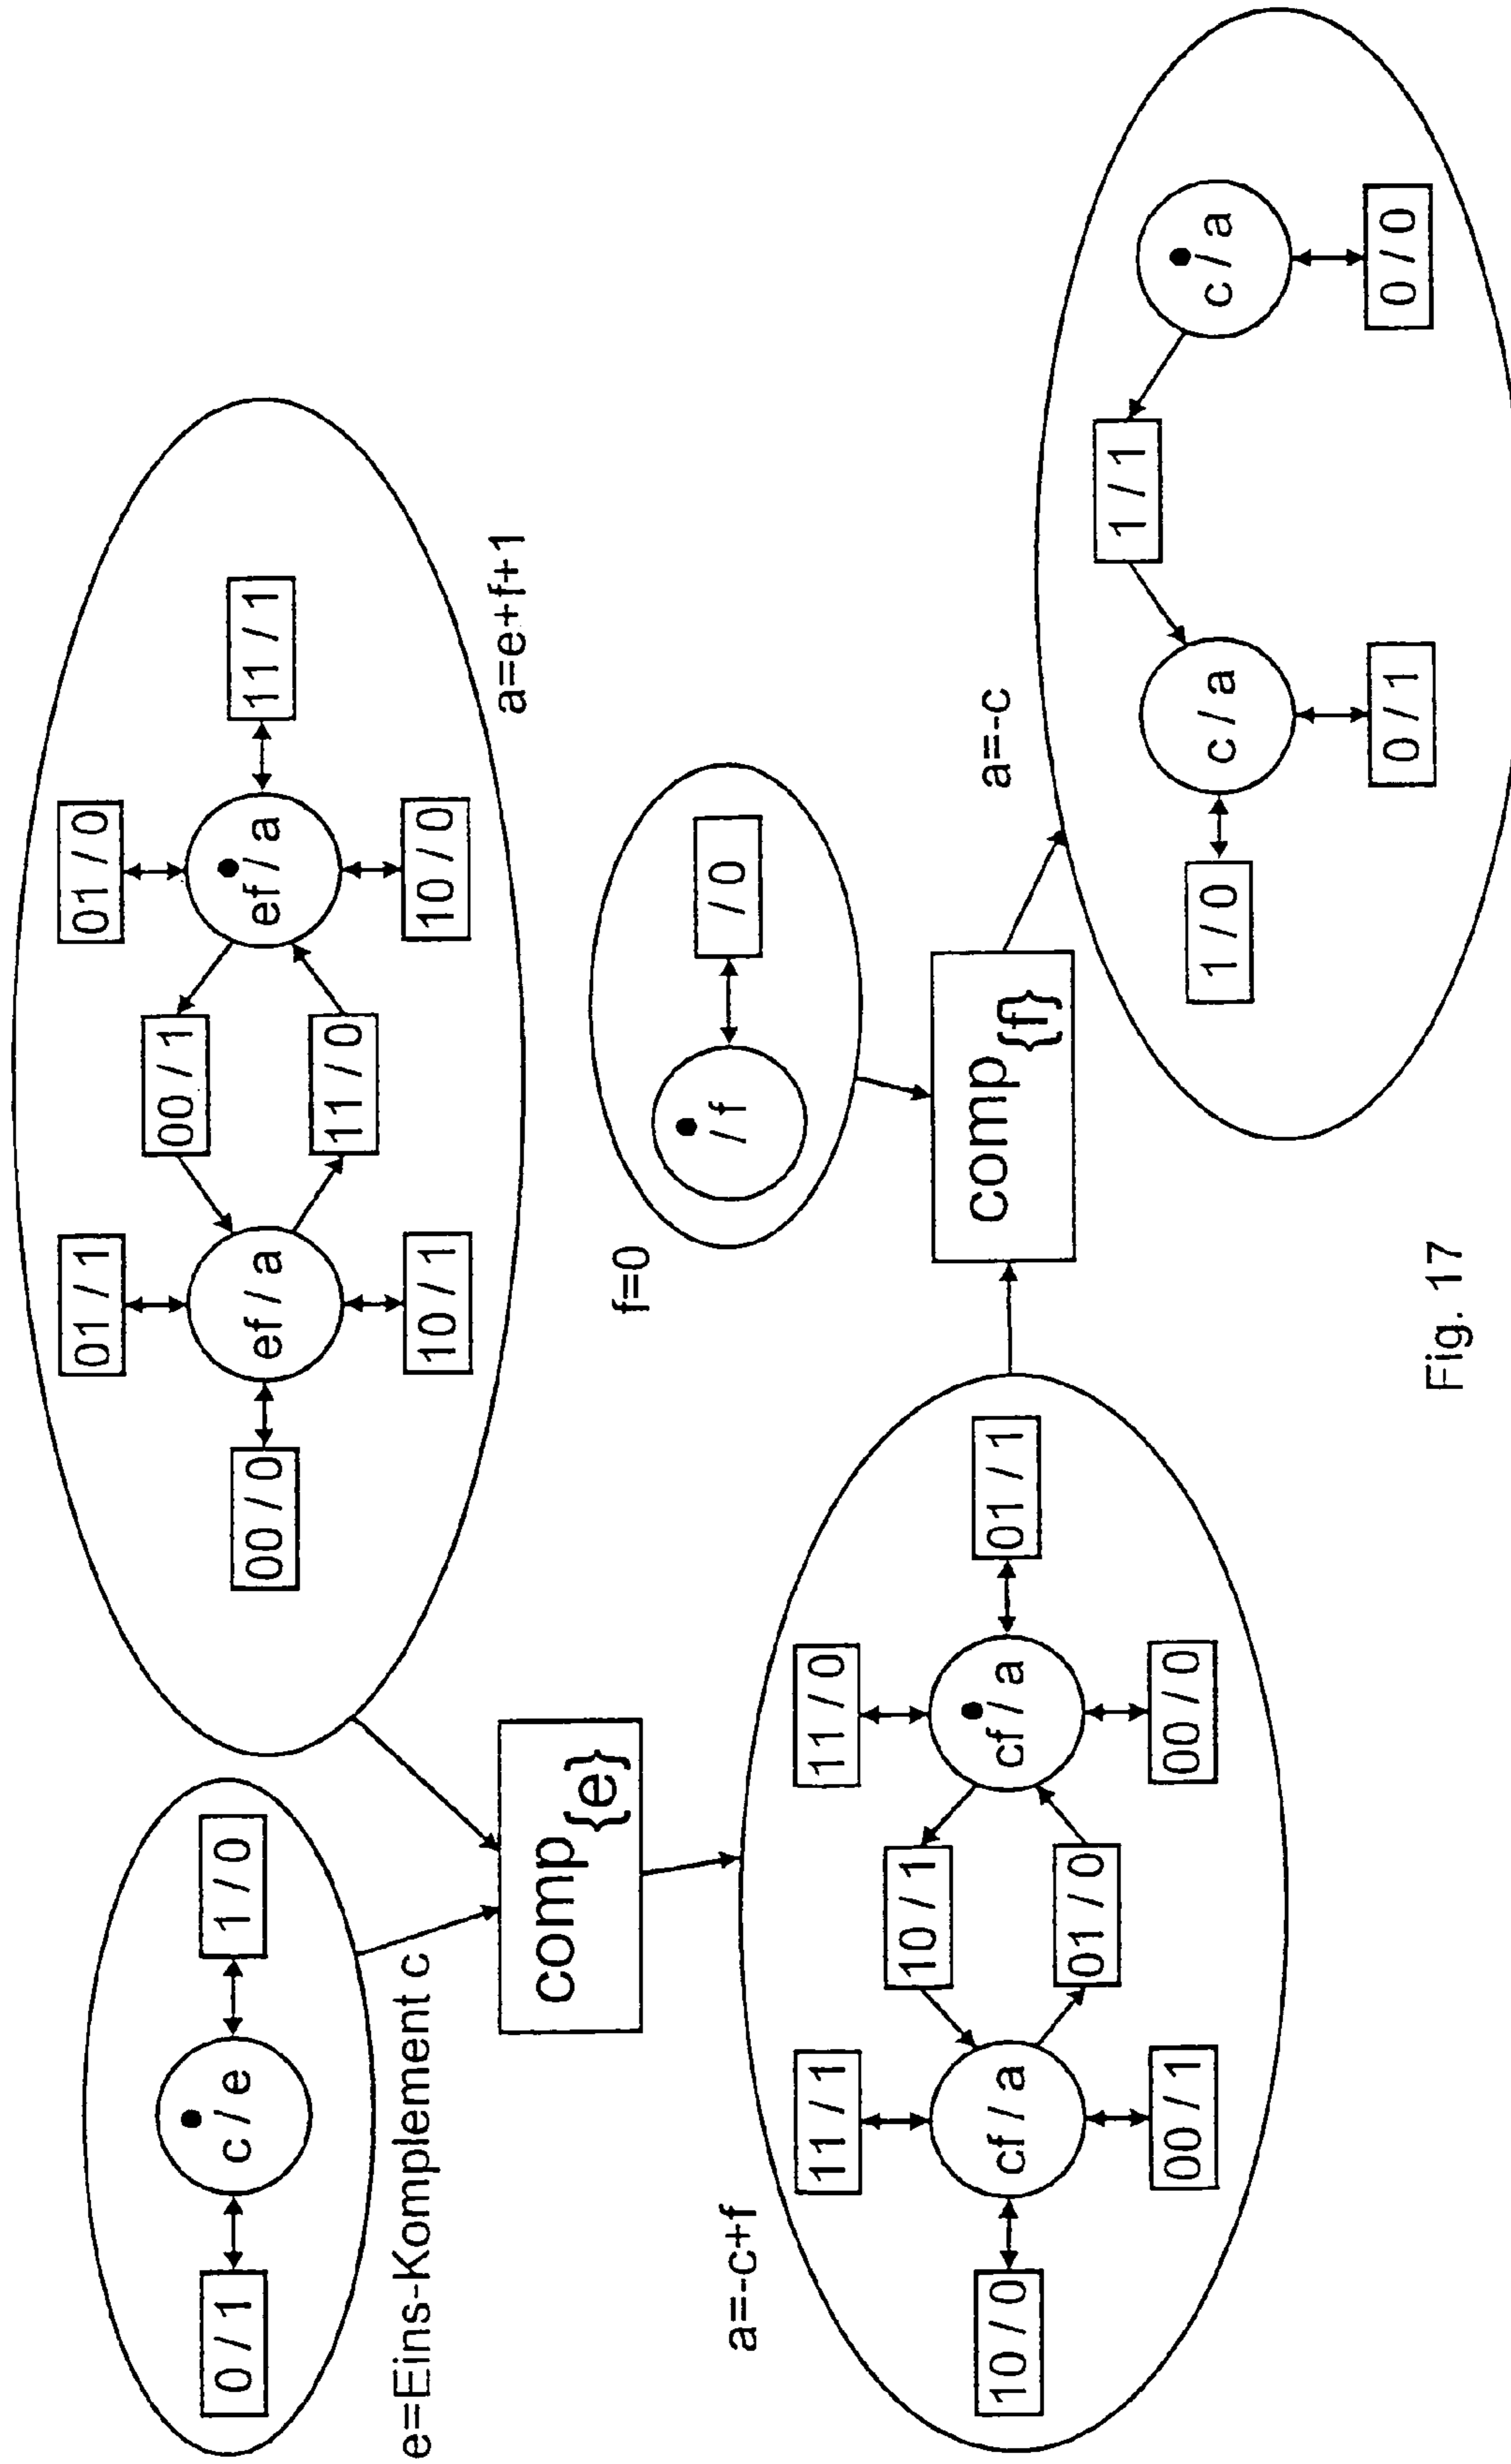 0 / 1
c / e
1 / 0
e=Eins-Komplement c
01 / 1
01 / 0
00 / 1
00 / 0
ef / a
ef / a
11 / 1
11 / 0
10 / 1
10 / 0
a=e+f+1
comp{e}
a=-c+f
11 / 1
11 / 0
10 / 1
10 / 0
cf / a
cf / a
01 / 1
01 / 0
00 / 1
00 / 0
f=0
/ f
/ 0
comp{f}
a=-c
1 / 1
1 / 0
c / a
c / a
0 / 1
0 / 0
Fig. 17